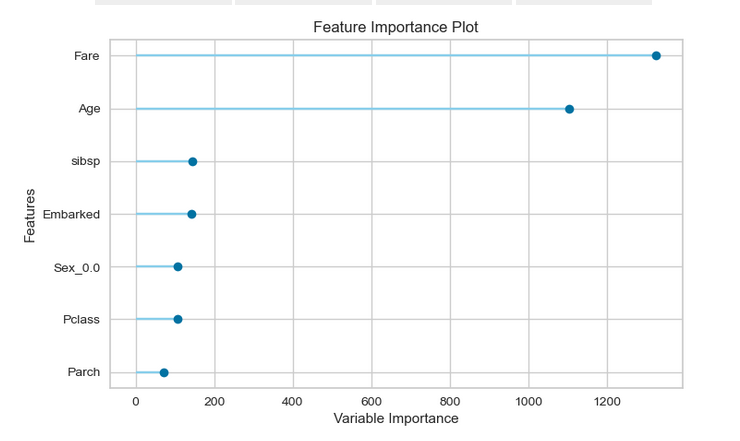 Feature Importance Plot
Fare
Age
sibsp
Embarked
Sex_0.0
Pclass
Parch
Features
0 200 400 600 800 1000 1200
Variable Importance